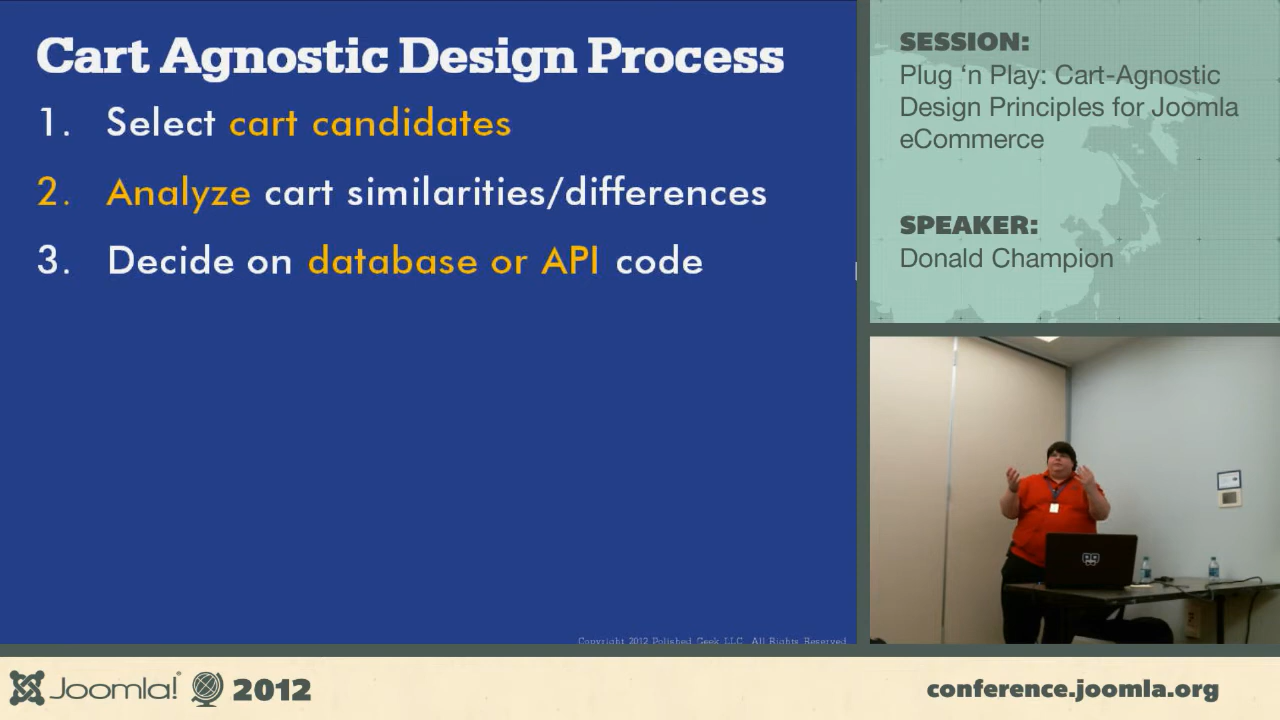 Cart Agnostic Design Process
1. Select cart candidates
2. Analyze cart similarities/differences
3. Decide on database or API code
Copyright 2012 Polished Geek LLC. All Rights Reserved
SESSION:
Plug ‘n Play: Cart-Agnostic
Design Principles for Joomla
eCommerce
SPEAKER:
Donald Champion
Joomla! 2012
conference.joomla.org